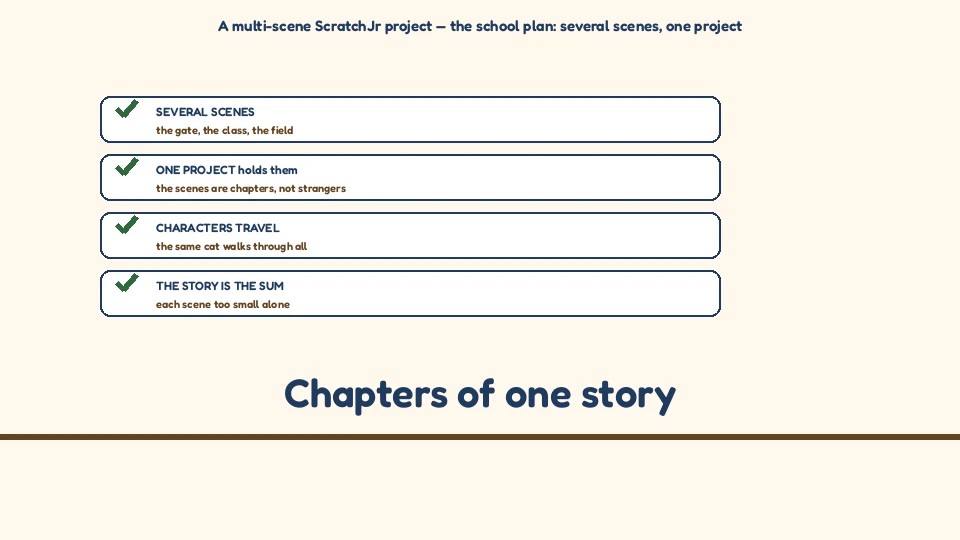 A multi-scene ScratchJr project — the school plan: several scenes, one project
SEVERAL SCENES
the gate, the class, the field
ONE PROJECT holds them
the scenes are chapters, not strangers
CHARACTERS TRAVEL
the same cat walks through all
THE STORY IS THE SUM
each scene too small alone
Chapters of one story